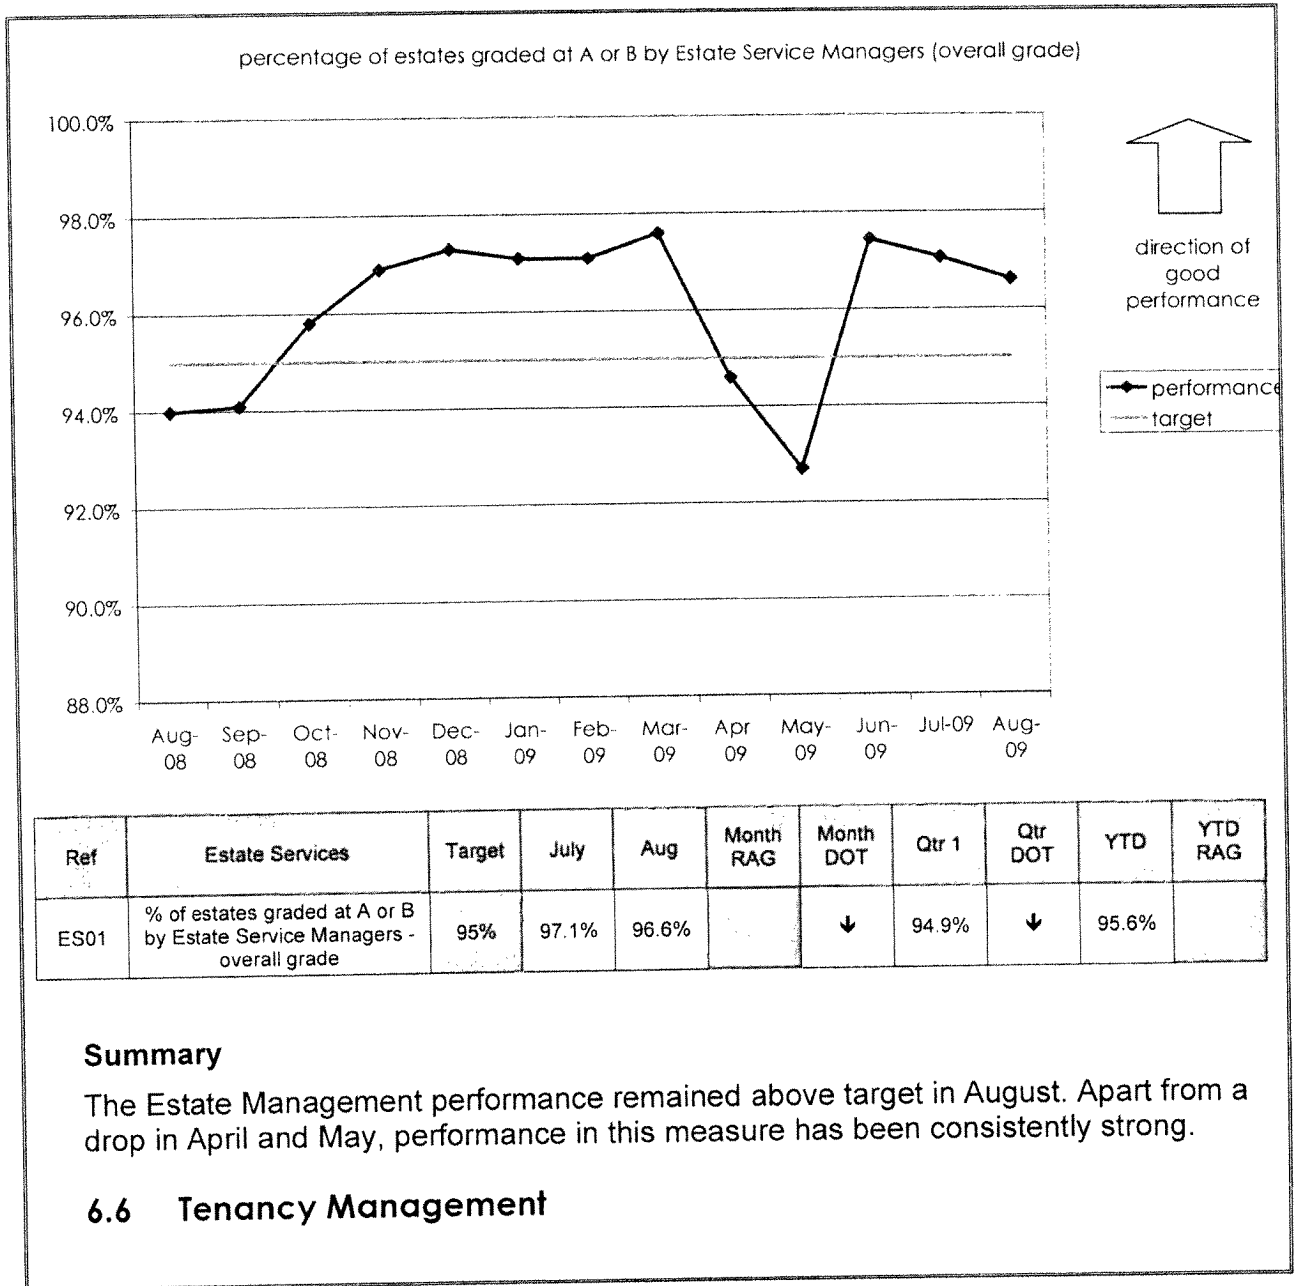 percentage of estates graded at A or B by Estate Service Managers (overall grade)
100.0%
98.0%
96.0%
94.0%
92.0%
90.0%
88.0%
Aug-08
Sep-08
Oct-08
Nov-08
Dec-08
Jan-09
Feb-09
Mar-09
Apr 09
May-09
Jun-09
Jul-09
Aug-09
direction of
good
performance
performance
target
Ref Estate Services Target July Aug Month RAG Month DOT Qtr 1 Qtr DOT YTD YTD RAG
ES01 % of estates graded at A or B by Estate Service Managers - overall grade 95% 97.1% 96.6% 94.9% 95.6%
Summary
The Estate Management performance remained above target in August. Apart from a
drop in April and May, performance in this measure has been consistently strong.
6.6 Tenancy Management